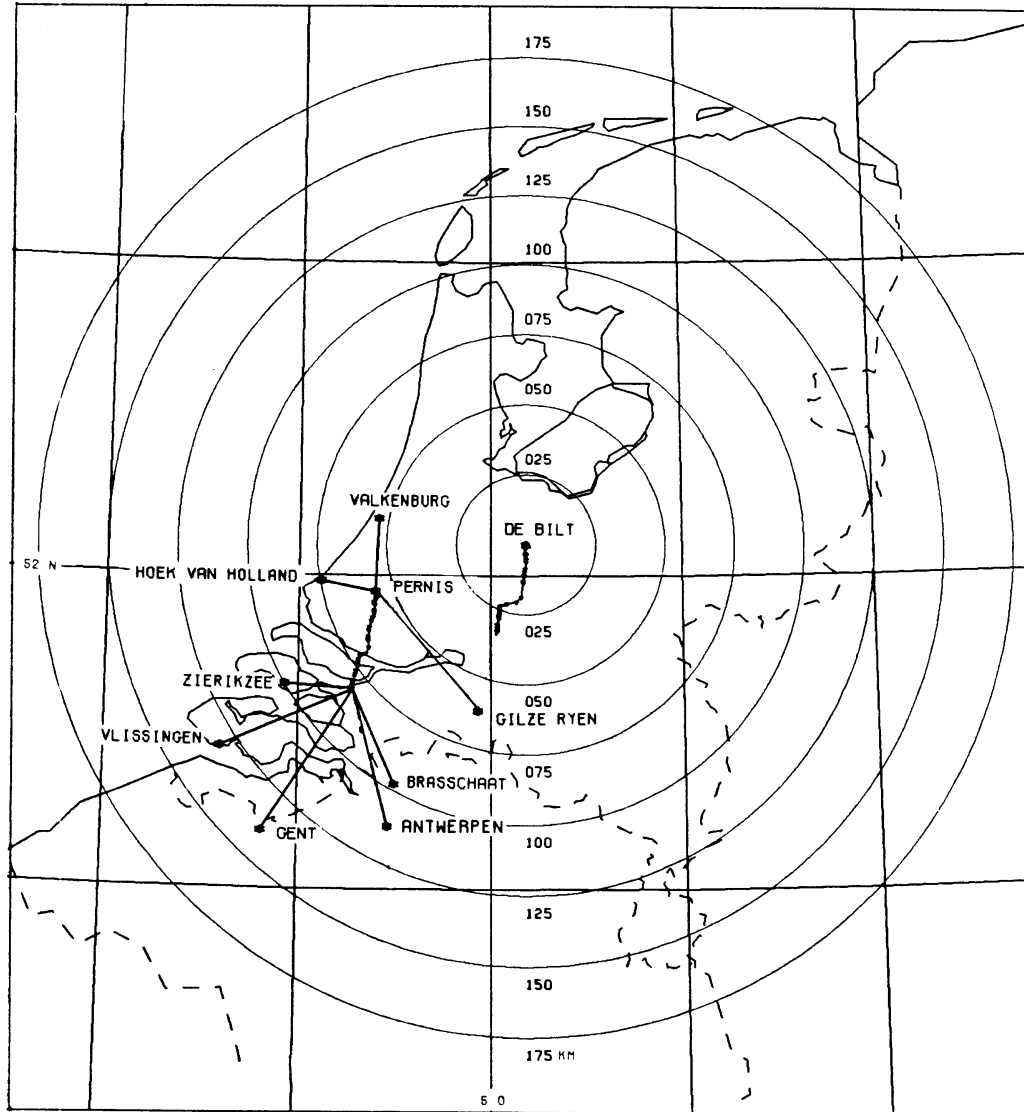 175
150
125
100
075
050
025
VALKENBURG
DE BILT
52 N
HOEK VAN HOLLAND
PERNIS
025
ZIERIKZEE
050
GILZE RYEN
VLISSINGEN
075
BRASSCHAAT
GENT
ANTWERPEN
100
125
150
175 KM
5 0